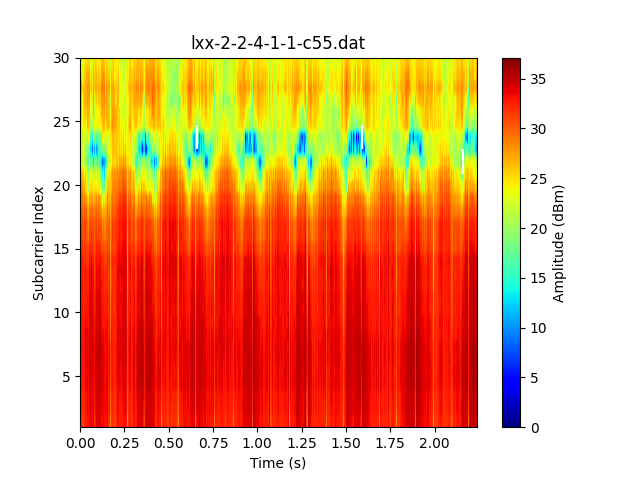 lxx-2-2-4-1-1-c55.dat
30
25
20
15
10
5
Subcarrier Index
0.00 0.25 0.50 0.75 1.00 1.25 1.50 1.75 2.00
Time (s)
35
30
25
20
15
10
5
0
Amplitude (dBm)